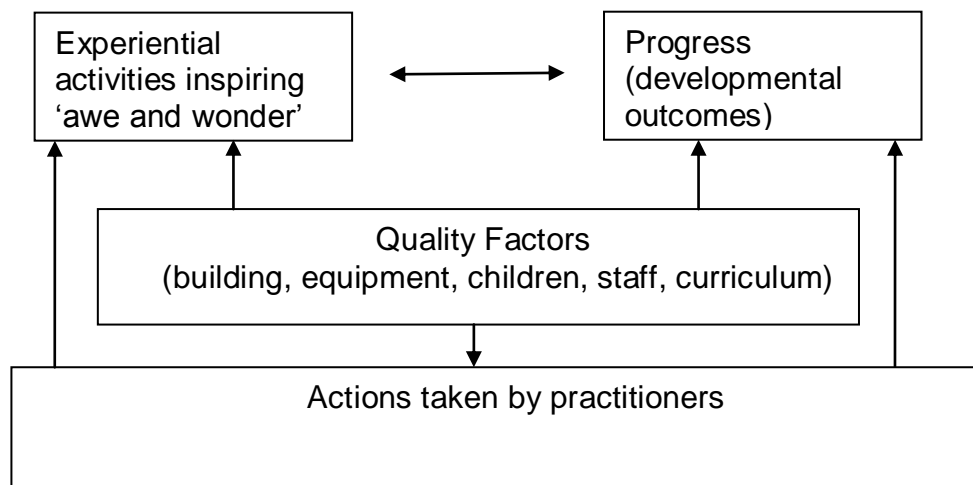 Experiential
activities inspiring
‘awe and wonder’
Progress
(developmental
outcomes)
Quality Factors
(building, equipment, children, staff, curriculum)
Actions taken by practitioners